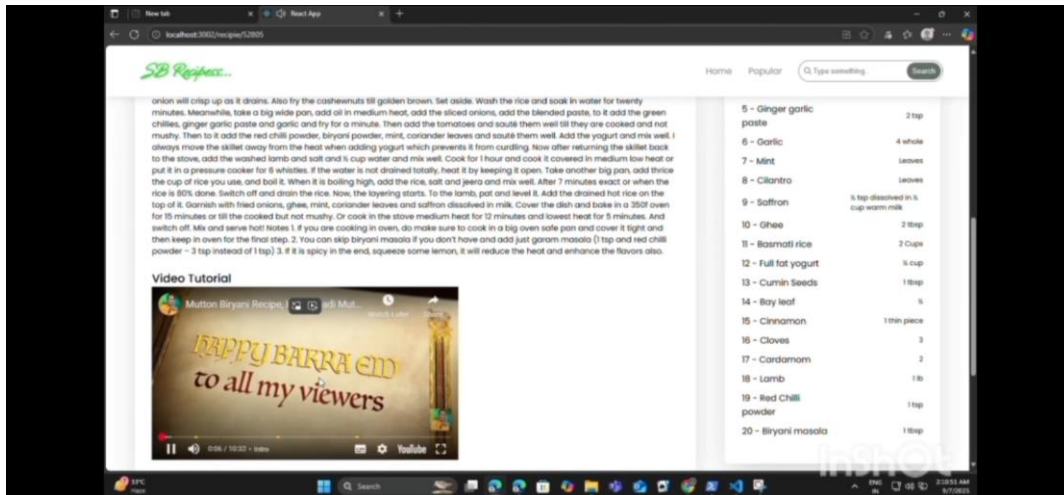 New tab
React App
localhost:3002/recipie/52805
SB Recipess...
Home
Popular
Type something
Search
onion will crisp up as it drains. Also fry the cashewnuts till golden brown. Set aside. Wash the rice and soak in water for twenty
minutes. Meanwhile, take a big wide pan, add oil in medium heat, add the sliced onions, add the blended paste, to it add the green
chillies, ginger garlic paste and garlic and fry for a minute. Then add the tomatoes and sauté them well till they are cooked and not
mushy. Then to it add the red chilli powder, biryani powder, mint, coriander leaves and sauté them well. Add the yogurt and mix well. I
always move the skillet away from the heat when adding yogurt which prevents it from curdling. Now after returning the skillet back
to the stove, add the washed lamb and salt and ½ cup water and mix well. Cook for 1 hour and cook it covered in medium low heat or
put it in a pressure cooker for 6 whistles. If the water is not drained totally, heat it by keeping it open. Take another big pan, add thrice
the cup of rice you use, and boil it. When it is boiling high, add the rice, salt and jeera and mix well. After 7 minutes exact or when the
rice is 80% done. Switch off and drain the rice. Now, the layering starts. To the lamb, pat and level it. Add the drained hot rice on the
top of it. Garnish with fried onions, ghee, mint, coriander leaves and saffron dissolved in milk. Cover the dish and bake in a 350f oven
for 15 minutes or till the cooked but not mushy. Or cook in the stove medium heat for 12 minutes and lowest heat for 5 minutes. And
switch off. Mix and serve hot! Notes 1. If you are cooking in oven, do make sure to cook in a big oven safe pan and cover it tight and
then keep in oven for the final step. 2. You can skip biryani masala if you don't have and add just garam masala (1 tsp and red chilli
powder – 3 tsp instead of 1 tsp) 3. If it is spicy in the end, squeeze some lemon, it will reduce the heat and enhance the flavors also.
Video Tutorial
Mutton Biryani Recipe,
adi Mut...
Watch Later
Share
HAPPY BAKRA EID
to all my viewers
0:06 / 10:33 • Intro
YouTube
5 - Ginger garlic
paste
2 tsp
6 - Garlic
4 whole
7 - Mint
Leaves
8 - Cilantro
Leaves
9 - Saffron
½ tsp dissolved in ½
cup warm milk
10 - Ghee
2 tbsp
11 - Basmati rice
2 Cups
12 - Full fat yogurt
½ cup
13 - Cumin Seeds
1 tbsp
14 - Bay leaf
½
15 - Cinnamon
1 thin piece
16 - Cloves
3
17 - Cardamom
2
18 - Lamb
1 lb
19 - Red Chilli
powder
1 tsp
20 - Biryani masala
1 tbsp
InShOt
33°C
Haze
Search
ENG
IN
2:10:51 AM
9/7/2025